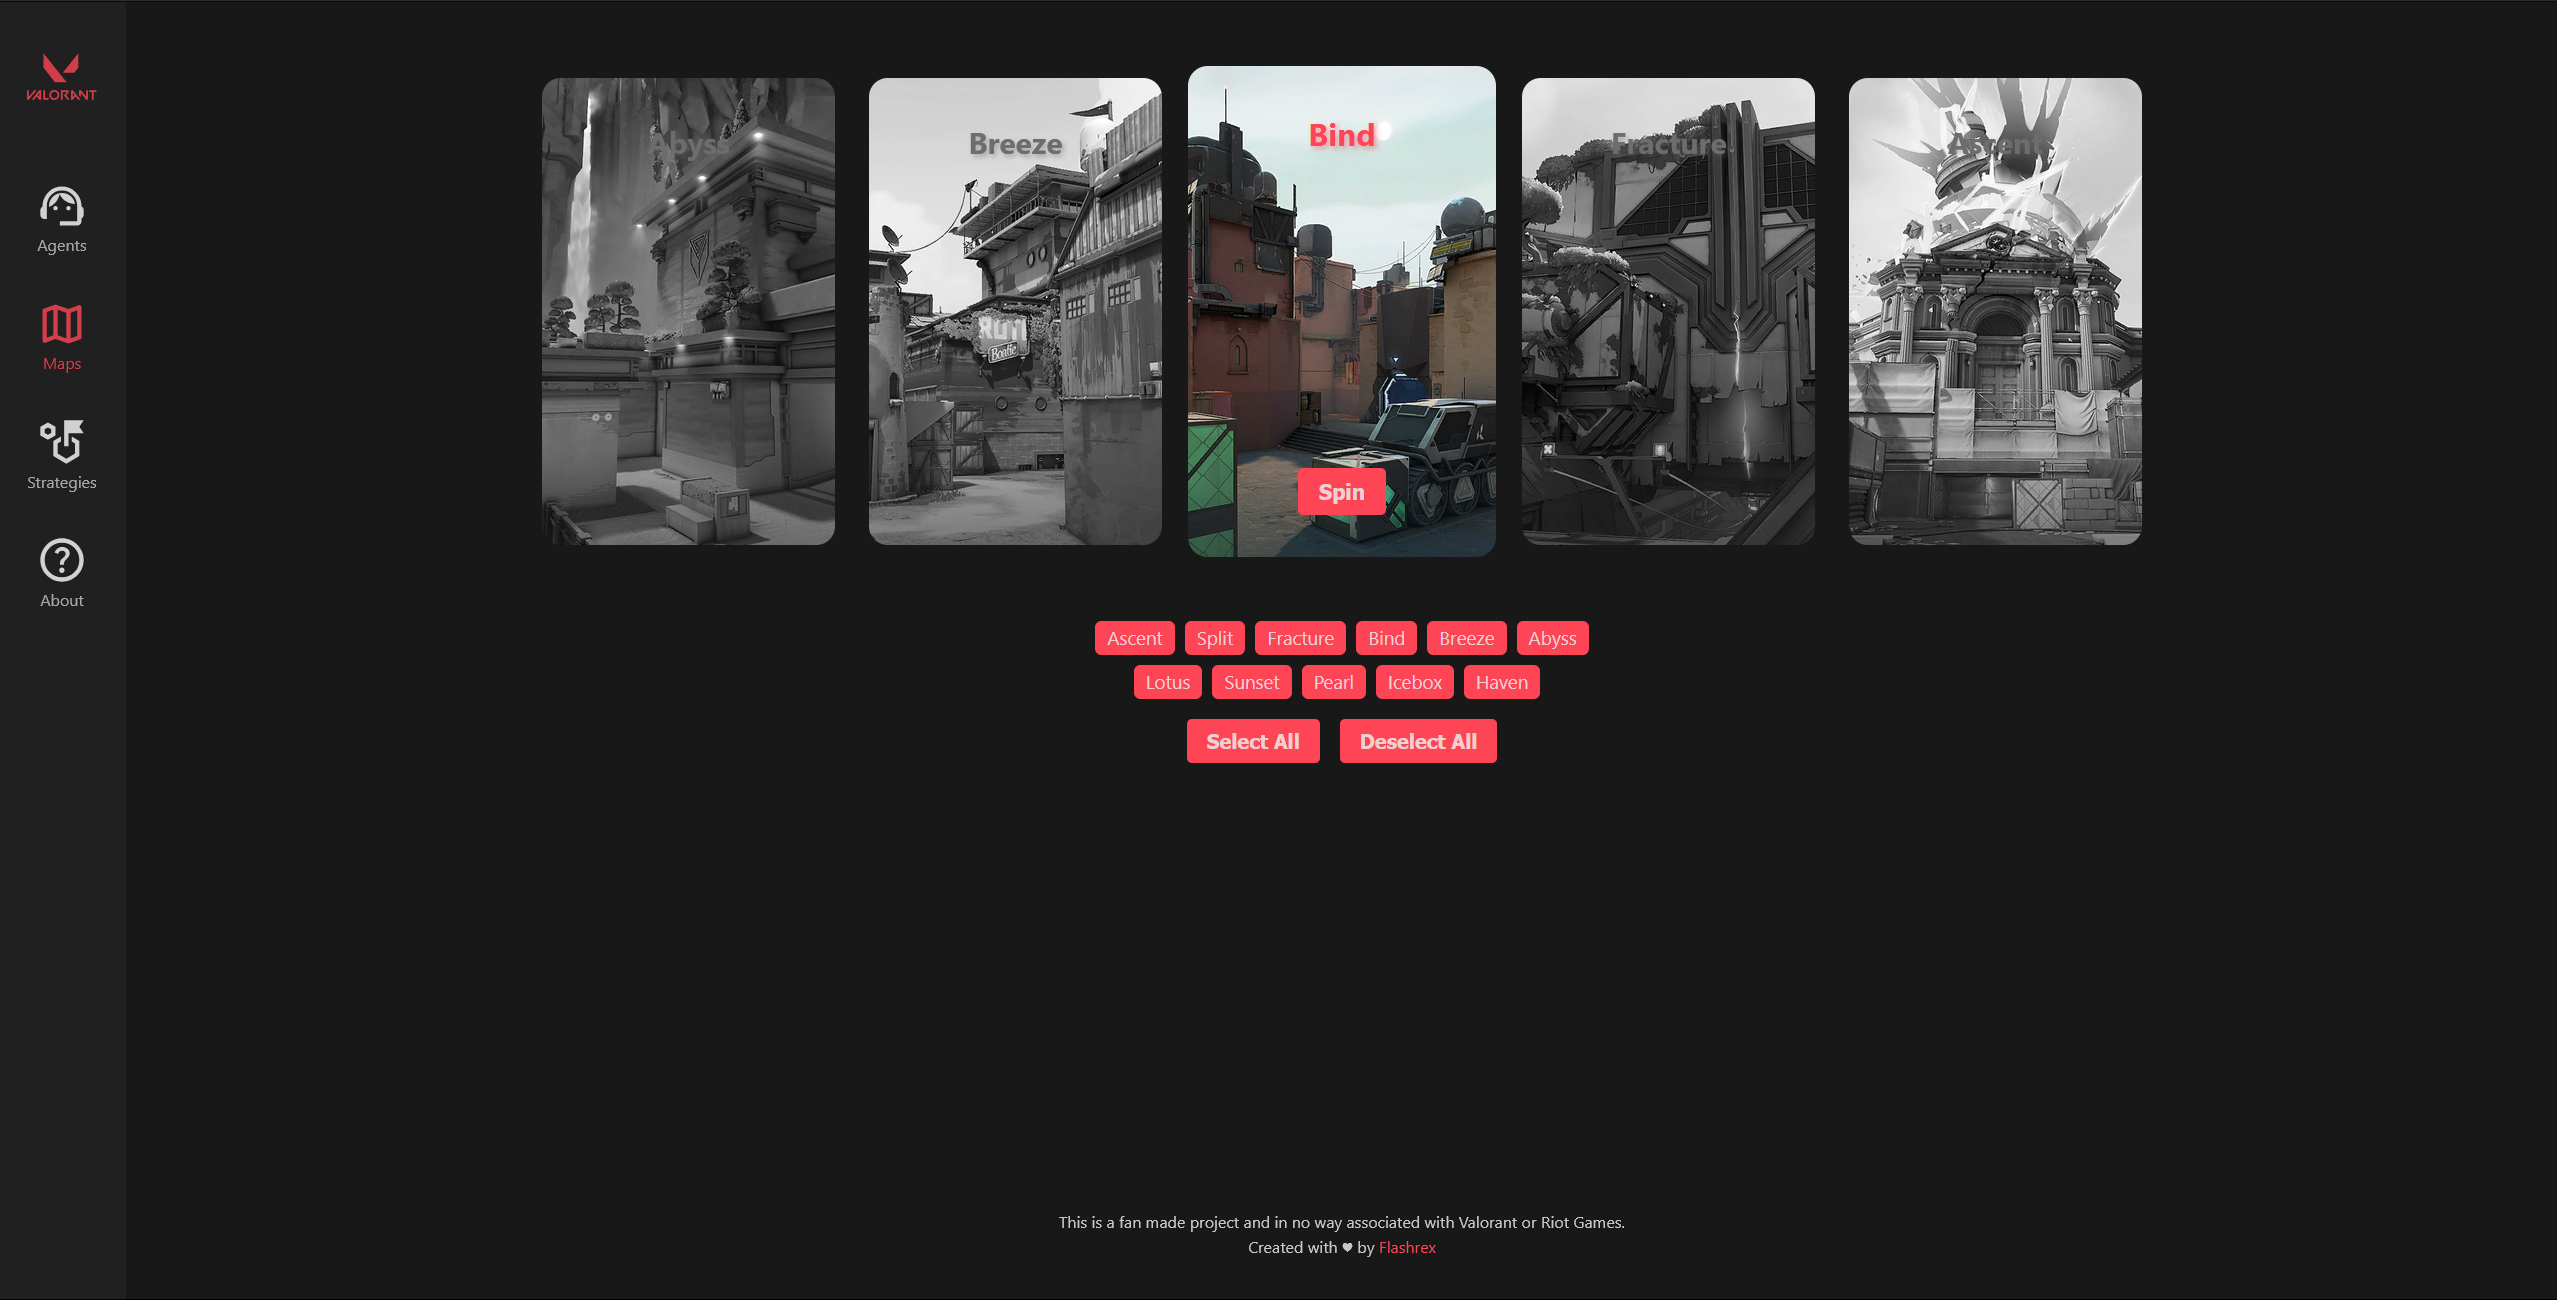 VALORANT
Agents
Maps
Strategies
About
Abyss
Breeze
Bind
Fracture
Ascent
Spin
Ascent Split Fracture Bind Breeze Abyss
Lotus Sunset Pearl Icebox Haven
Select All Deselect All
This is a fan made project and in no way associated with Valorant or Riot Games.
Created with ♥ by Flashrex